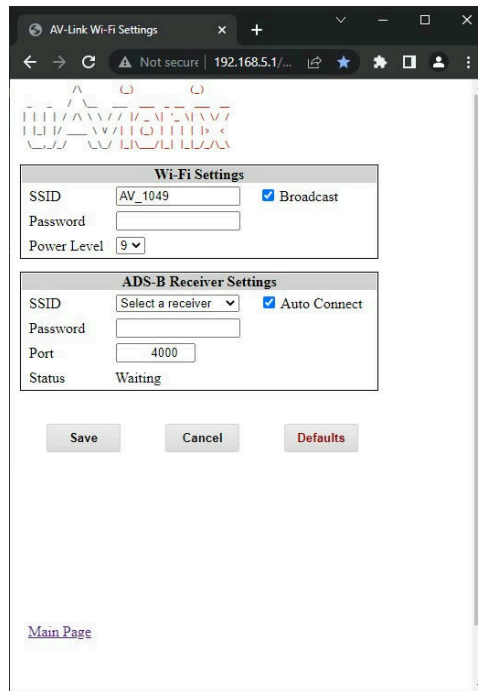 AV-Link Wi-Fi Settings
Not secure 192.168.5.1/...
Wi-Fi Settings
SSID AV_1049 Broadcast
Password
Power Level 9
ADS-B Receiver Settings
SSID Select a receiver Auto Connect
Password
Port 4000
Status Waiting
Save Cancel Defaults
Main Page